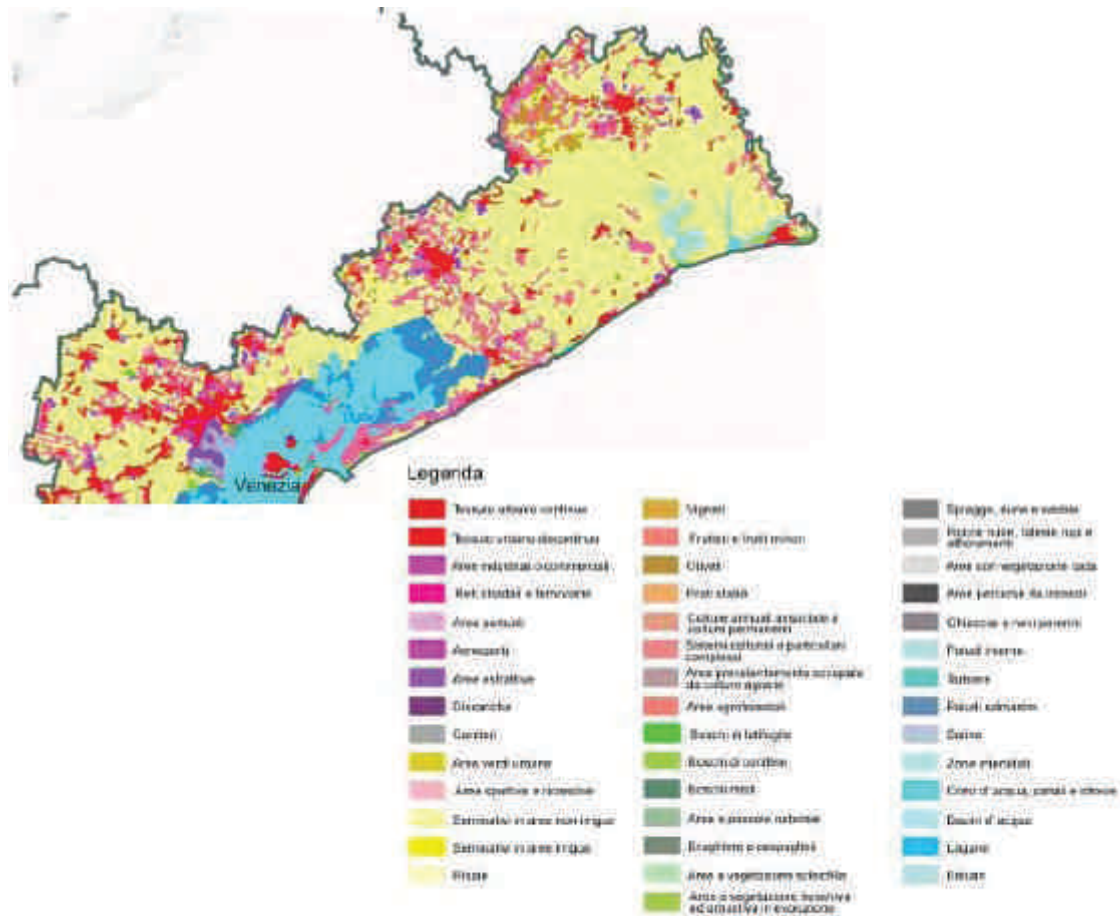 Venezia
Legenda
Tessuto urbano continuo
Tessuto urbano discontinuo
Aree industriali o commerciali
Reti stradali e ferroviarie
Aree portuali
Aeroporti
Aree estrattive
Discariche
Cantieri
Aree verdi urbane
Aree sportive e ricreative
Seminativi in aree non irrigue
Seminativi in aree irrigue
Risaie
Vigneti
Frutteti e frutti minori
Oliveti
Prati stabili
Colture annuali associate a
colture permanenti
Sistemi colturali e particellari
complessi
Aree prevalentemente occupate
da colture agrarie
Aree agroforestali
Boschi di latifoglie
Boschi di conifere
Boschi misti
Aree a pascolo naturale
Brughiere e cespuglieti
Aree a vegetazione sclerofilla
Aree a vegetazione boschiva
ed arbustiva in evoluzione
Spiagge, dune e sabbie
Rocce nude, falesie, rupi e
affioramenti
Aree con vegetazione rada
Aree percorse da incendi
Ghiacciai e nevi perenni
Paludi interne
Torbiere
Paludi salmastre
Saline
Zone intertidali
Corsi d'acqua, canali e idrovie
Bacini d'acqua
Lagune
Estuari